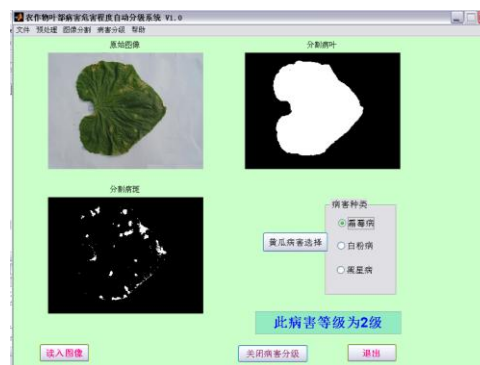 农作物叶部病害危害程度自动分级系统 V1.0
文件 预处理 图像分割 病害分级 帮助
原始图像
分割病叶
分割病斑
病害种类
霜霉病
黄瓜病害选择
白粉病
黑星病
此病害等级为2级
读入图像
关闭病害分级
退出